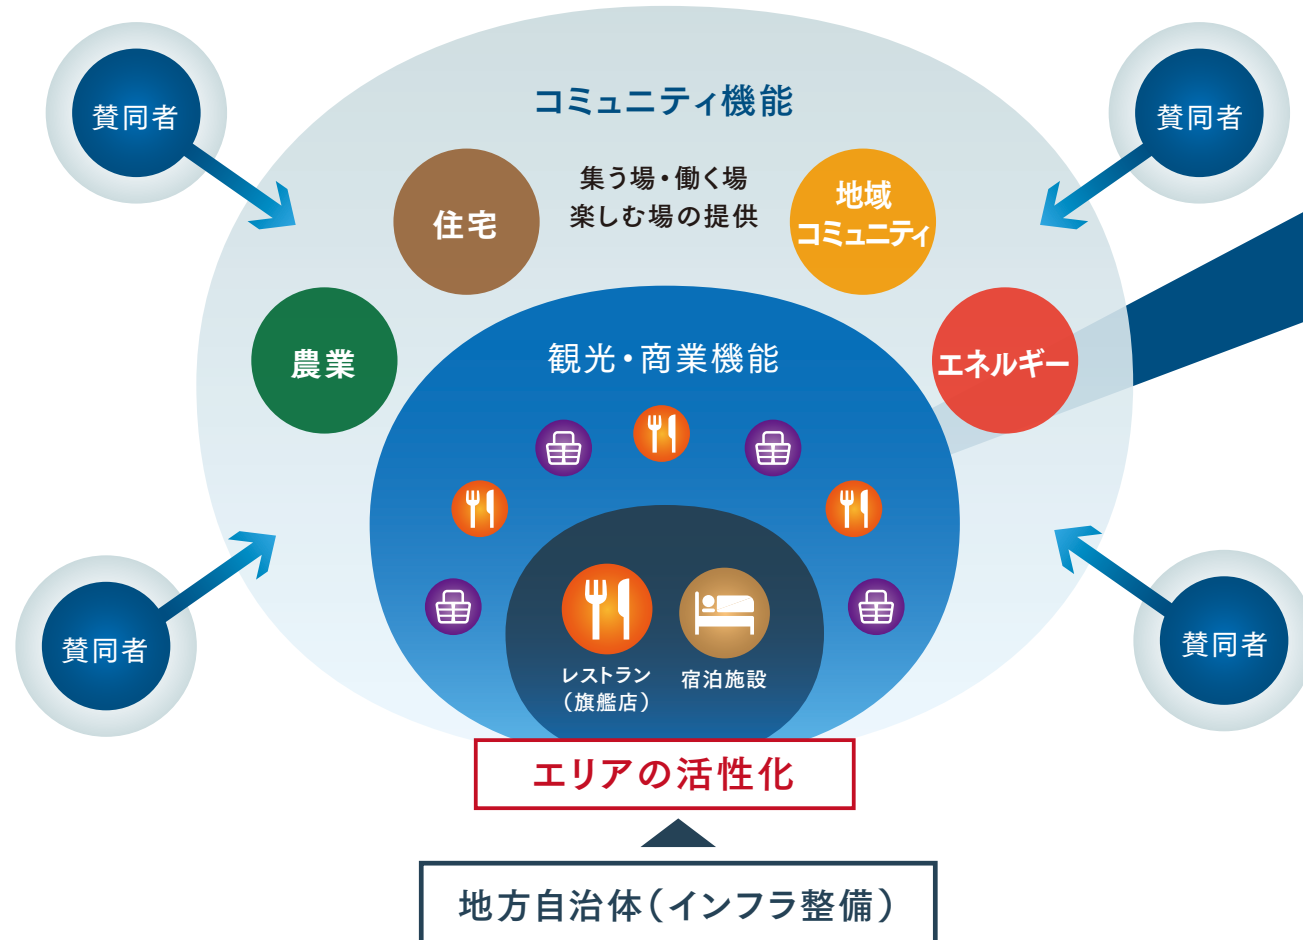 コミュニティ機能
賛同者
賛同者
集う場・働く場
楽しむ場の提供
住宅
地域
コミュニティ
農業
観光・商業機能
エネルギー
賛同者
レストラン
（旗艦店）
宿泊施設
賛同者
エリアの活性化
地方自治体（インフラ整備）